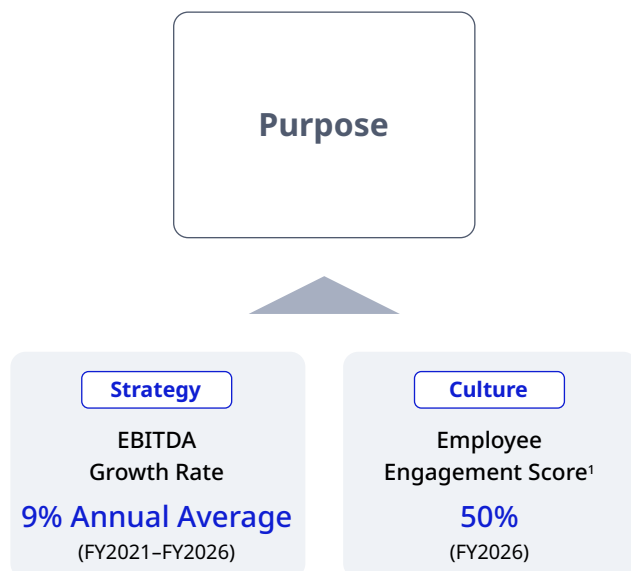 Purpose
Strategy
EBITDA
Growth Rate
9% Annual Average
(FY2021–FY2026)
Culture
Employee
Engagement Score¹
50%
(FY2026)